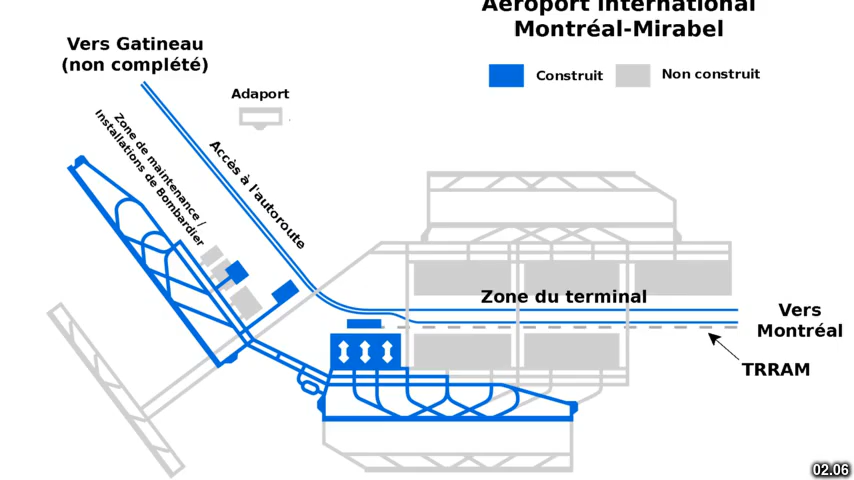 Aéroport international
Montréal-Mirabel
Vers Gatineau
(non complété)
Construit
Non construit
Adaport
Zone de maintenance /
Installations de Bombardier
Accès à l'autoroute
Zone du terminal
Vers
Montréal
TRRAM
02.06